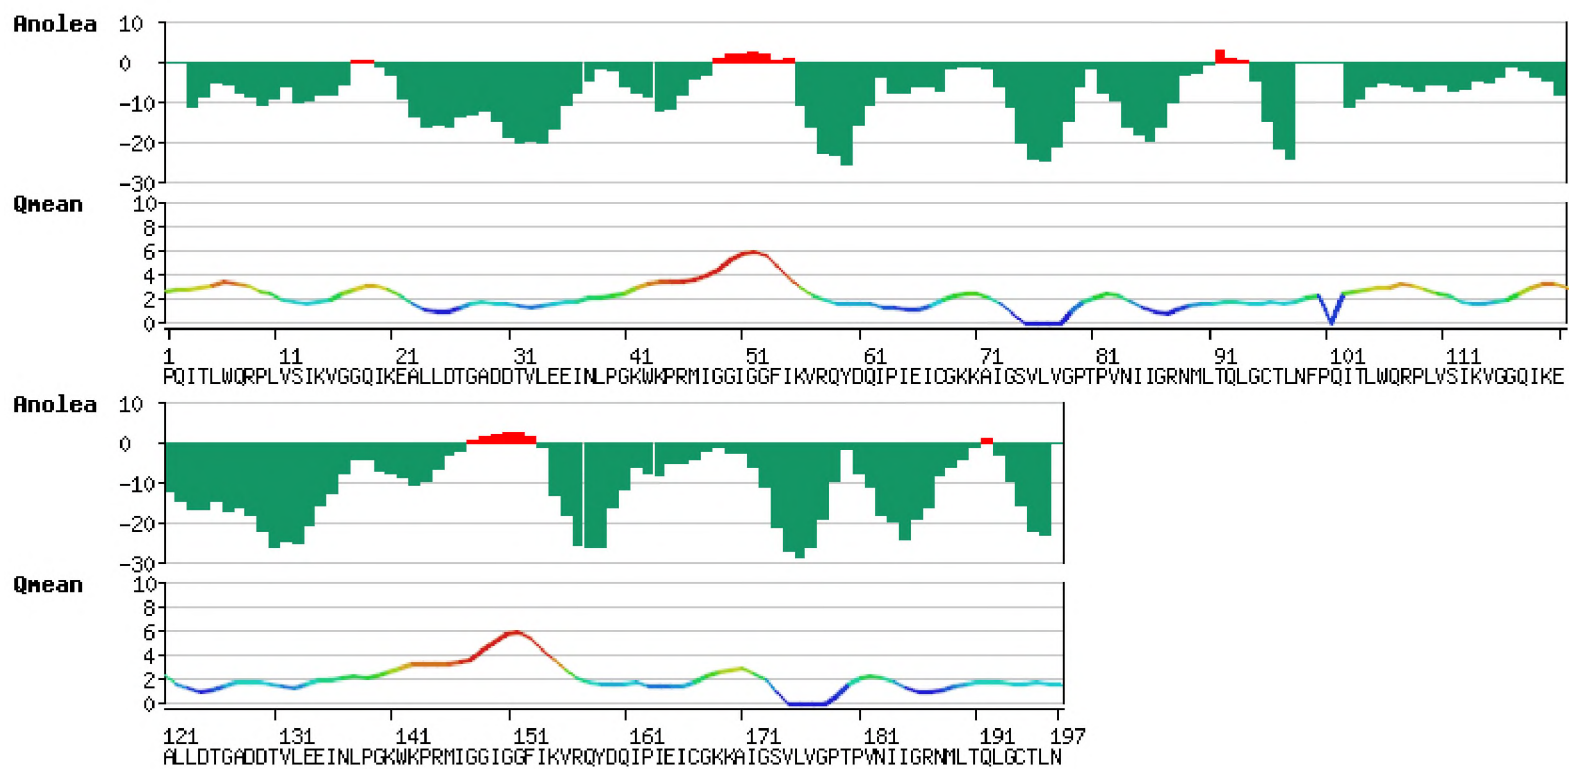 Anolea
10
0
-10
-20
-30
Qmean
10
8
6
4
2
0
1 11 21 31 41 51 61 71 81 91 101 111
PQITLWQRPLVSIKVGGQIKEALLDTGADDTVLEEINLPGKWKPRMIGGIGGFIKVRQYDQIPIEICGKKAIGSVLVGPTPVNIIGRNMLTQLGCTLNFPQITLWQRPLVSIKVGGQIKE
Anolea
10
0
-10
-20
-30
Qmean
10
8
6
4
2
0
121 131 141 151 161 171 181 191 197
ALLDTGADDTVLEEINLPGKWKPRMIGGIGGFIKVRQYDQIPIEICGKKAIGSVLVGPTPVNIIGRNMLTQLGCTLN